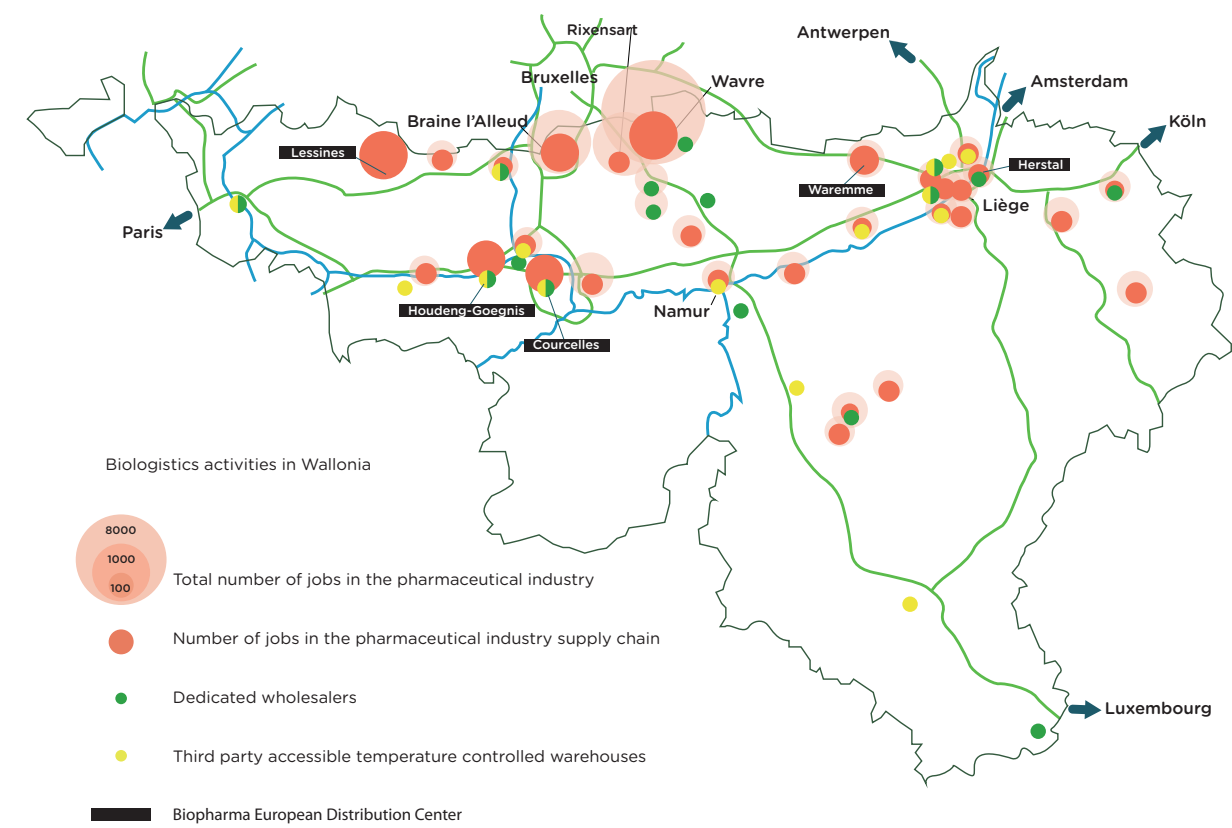 Rixensart
Antwerpen
Bruxelles
Wavre
Amsterdam
Braine l'Alleud
Köln
Lessines
Herstal
Waremme
Liège
Paris
Houdeng-Goegnis
Namur
Courcelles
Biologistics activities in Wallonia
8000
1000
100
Total number of jobs in the pharmaceutical industry
Number of jobs in the pharmaceutical industry supply chain
Dedicated wholesalers
Luxembourg
Third party accessible temperature controlled warehouses
Biopharma European Distribution Center